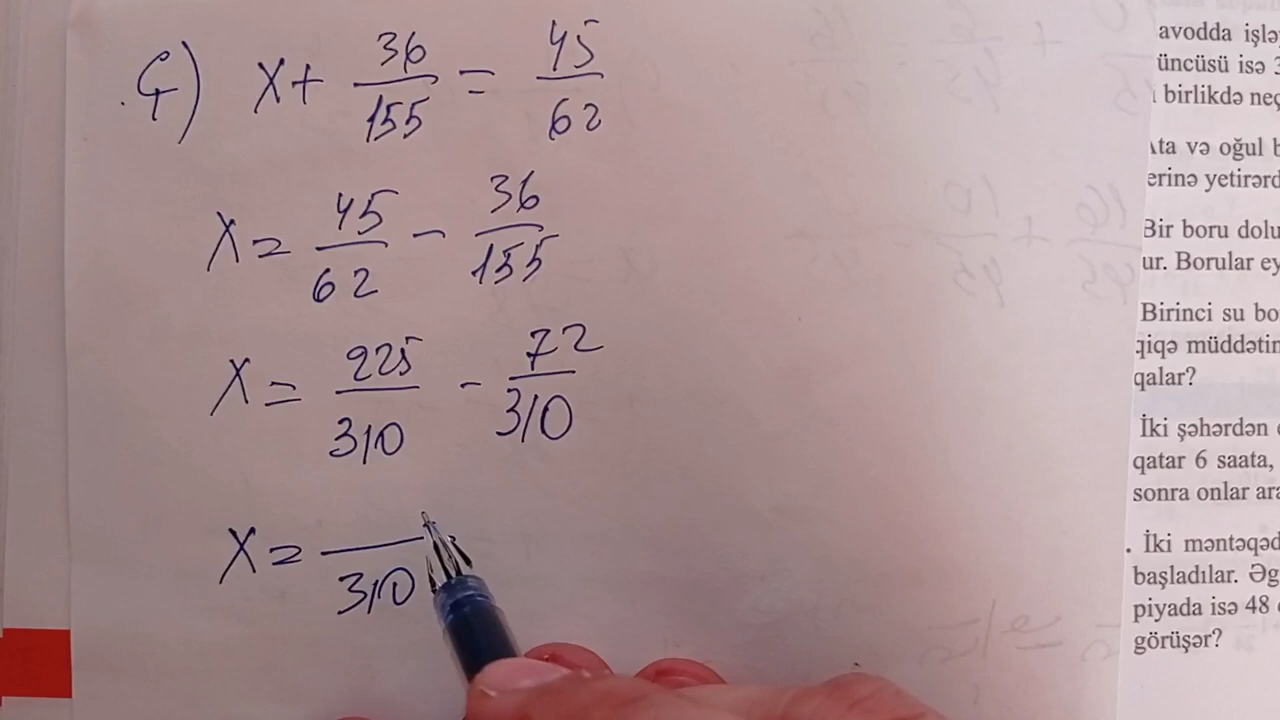 Ç) x + 36/155 = 45/62
x = 45/62 - 36/155
x = 225/310 - 72/310
x = /310
avodda işlə
üncüsü isə 3
birlikdə neç
Ata və oğul b
erinə yetirərd
Bir boru dolu
ur. Borular ey
Birinci su bo
qiqə müddətin
qalar?
İki şəhərdən
qatar 6 saata,
sonra onlar ara
. İki məntəqəd
başladılar. Əg
piyada isə 48
görüşər?